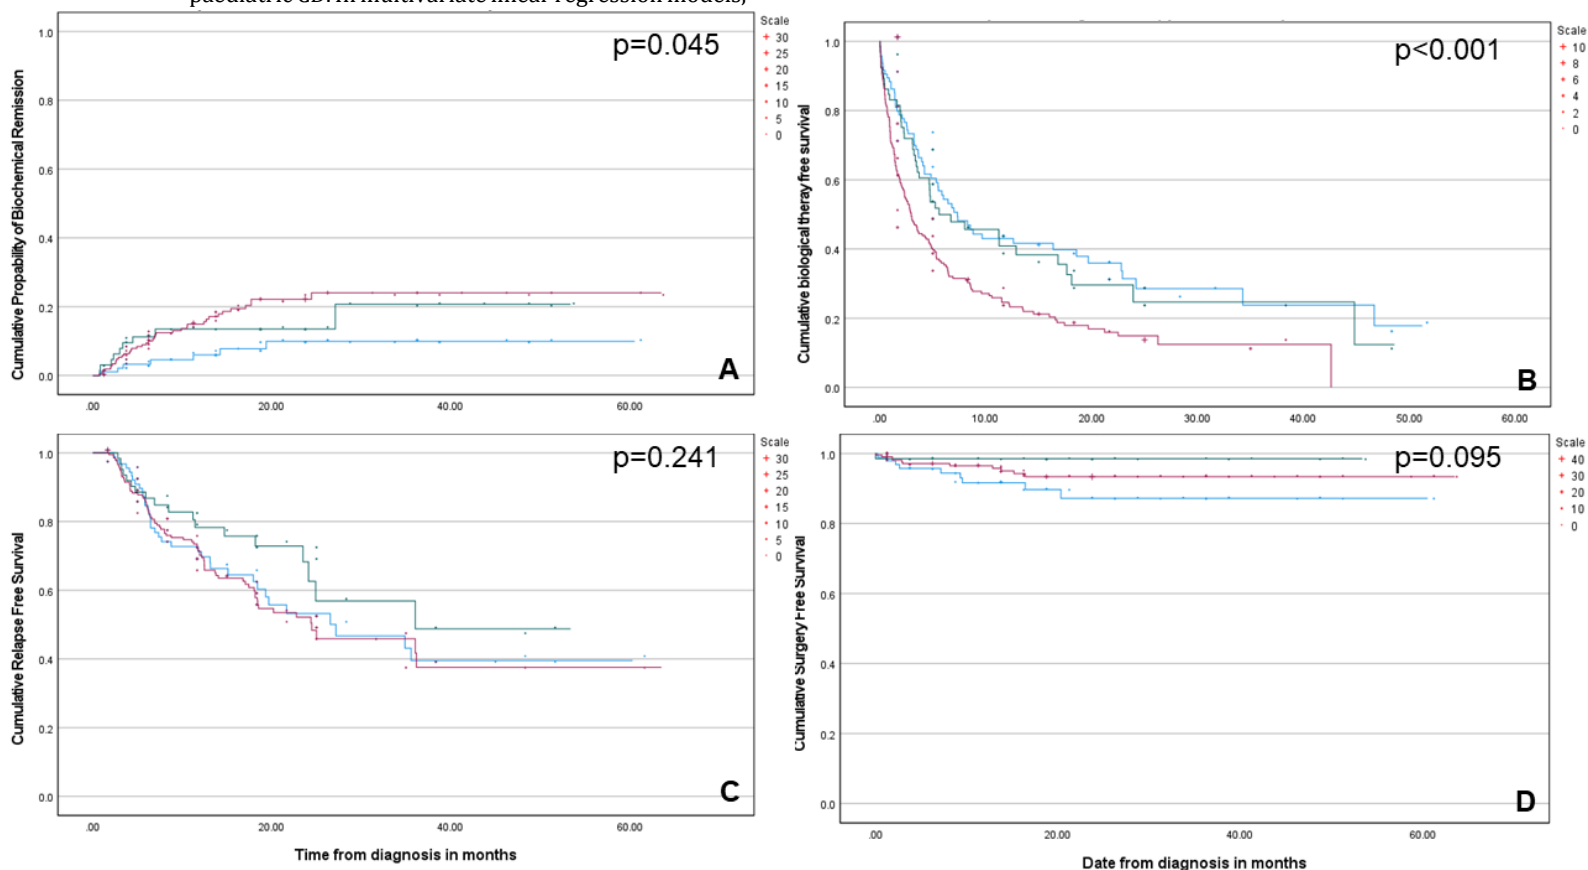 paediatric CD. In multivariate linear regression models,
Cumulative Propability of Biochemical Remission
1.0
0.8
0.6
0.4
0.2
0.0
p=0.045
A
.00 20.00 40.00 60.00
Scale
30
25
20
15
10
5
0
Cumulative biological theray free survival
1.0
0.8
0.6
0.4
0.2
0.0
p<0.001
B
.00 10.00 20.00 30.00 40.00 50.00 60.00
Scale
10
8
6
4
2
0
Cumulative Relapse Free Survival
1.0
0.8
0.6
0.4
0.2
0.0
p=0.241
C
.00 20.00 40.00 60.00
Time from diagnosis in months
Scale
30
25
20
15
10
5
0
Cumulative Surgery Free Survival
1.0
0.8
0.6
0.4
0.2
0.0
p=0.095
D
.00 20.00 40.00 60.00
Date from diagnosis in months
Scale
40
30
20
10
0